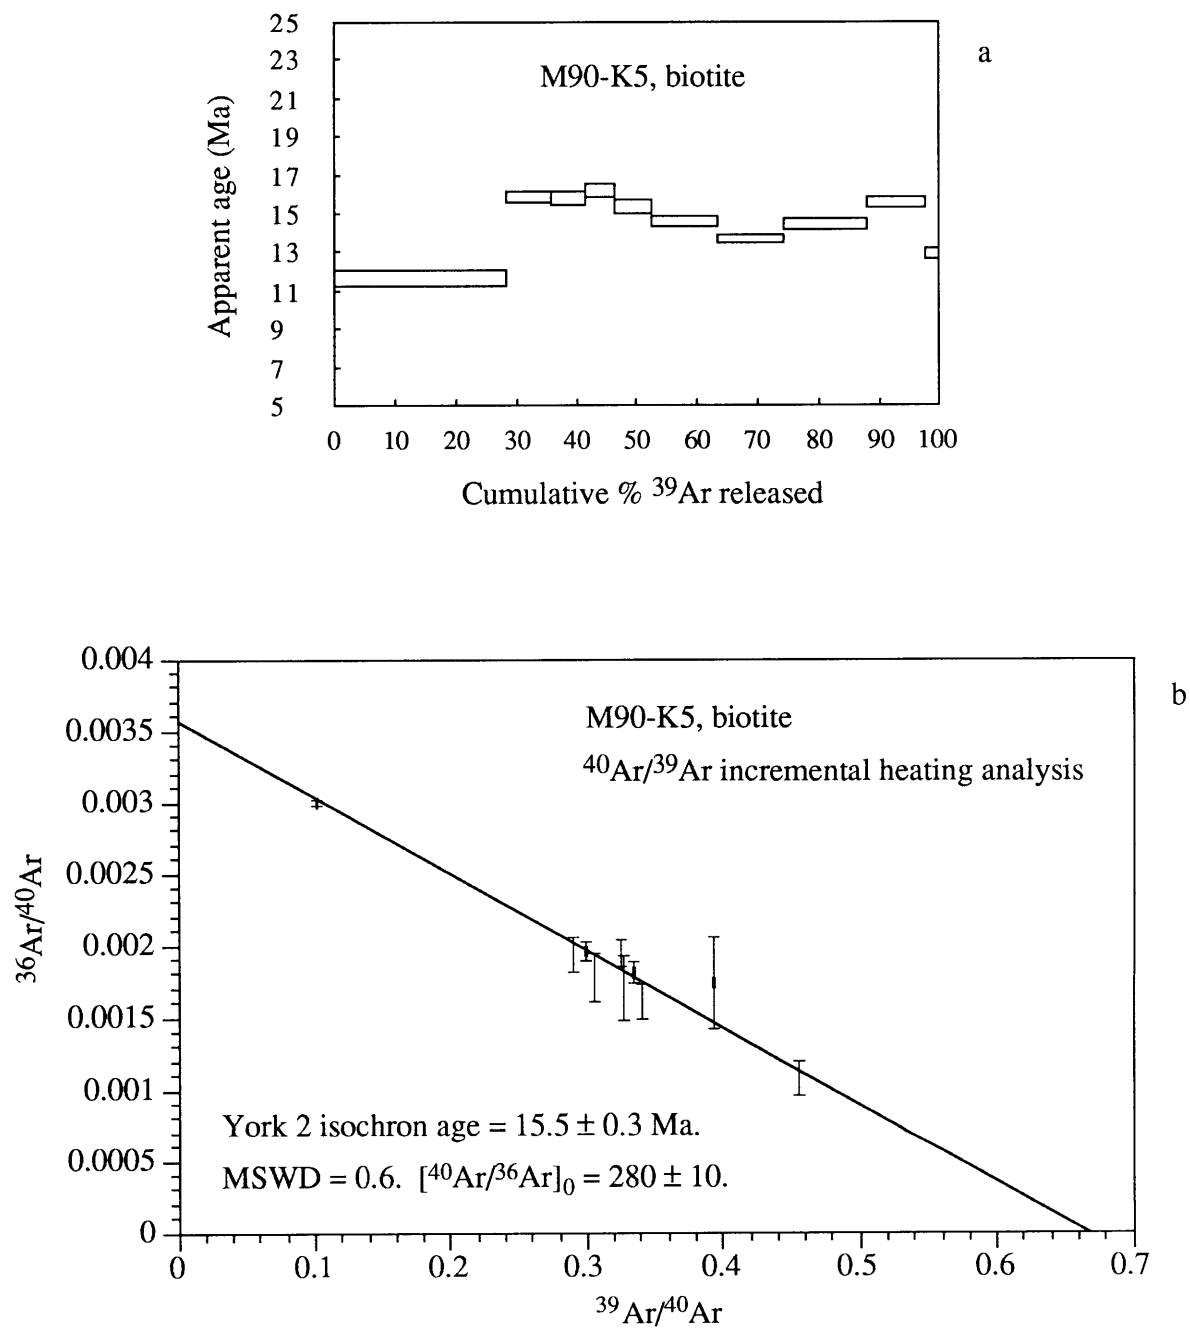 25
a
23
M90-K5, biotite
21
19
17
15
13
11
9
7
5
Apparent age (Ma)
0 10 20 30 40 50 60 70 80 90 100
Cumulative % ³⁹Ar released
0.004
b
M90-K5, biotite
0.0035
⁴⁰Ar/³⁹Ar incremental heating analysis
0.003
0.0025
0.002
0.0015
0.001
York 2 isochron age = 15.5 ± 0.3 Ma.
0.0005
MSWD = 0.6. [⁴⁰Ar/³⁶Ar]₀ = 280 ± 10.
0
³⁶Ar/⁴⁰Ar
0 0.1 0.2 0.3 0.4 0.5 0.6 0.7
³⁹Ar/⁴⁰Ar